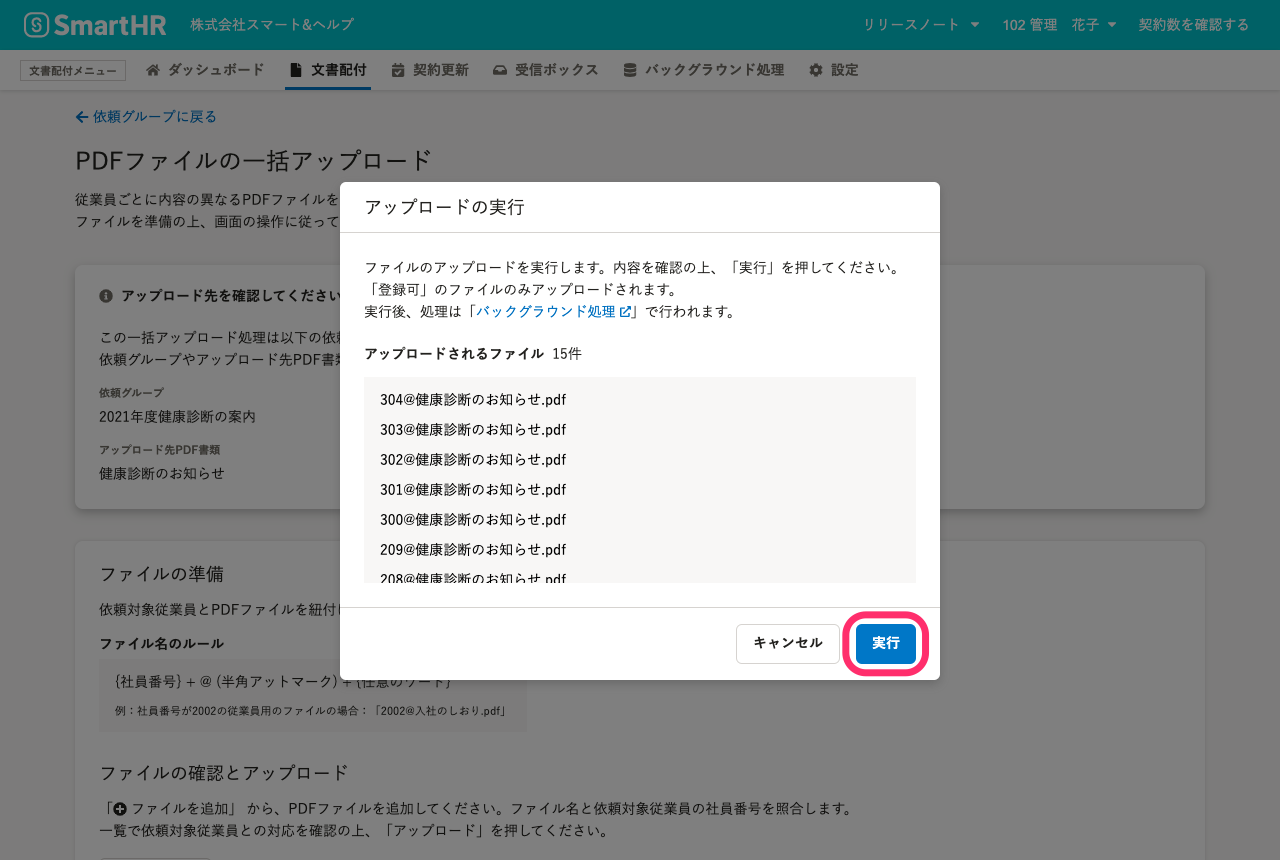 SmartHR 株式会社スマート&ヘルプ リリースノート 102 管理 花子 契約数を確認する
文書配付メニュー ダッシュボード 文書配付 契約更新 受信ボックス バックグラウンド処理 設定
依頼グループに戻る
PDFファイルの一括アップロード
従業員ごとに内容の異なるPDFファイルを
ファイルを準備の上、画面の操作に従って
アップロード先を確認してください
この一括アップロード処理は以下の依
依頼グループやアップロード先PDF書
依頼グループ
2021年度健康診断の案内
アップロード先PDF書類
健康診断のお知らせ
アップロードの実行
ファイルのアップロードを実行します。内容を確認の上、「実行」を押してください。
「登録可」のファイルのみアップロードされます。
実行後、処理は「バックグラウンド処理」で行われます。
アップロードされるファイル 15件
304@健康診断のお知らせ.pdf
303@健康診断のお知らせ.pdf
302@健康診断のお知らせ.pdf
301@健康診断のお知らせ.pdf
300@健康診断のお知らせ.pdf
209@健康診断のお知らせ.pdf
208@健康診断のお知らせ.pdf
キャンセル 実行
ファイルの準備
依頼対象従業員とPDFファイルを紐付
ファイル名のルール
{社員番号} + @ (半角アットマーク) + {任意のワード}
例:社員番号が2002の従業員用のファイルの場合:「2002@入社のしおり.pdf」
ファイルの確認とアップロード
「ファイルを追加」 から、PDFファイルを追加してください。ファイル名と依頼対象従業員の社員番号を照合します。
一覧で依頼対象従業員との対応を確認の上、「アップロード」を押してください。